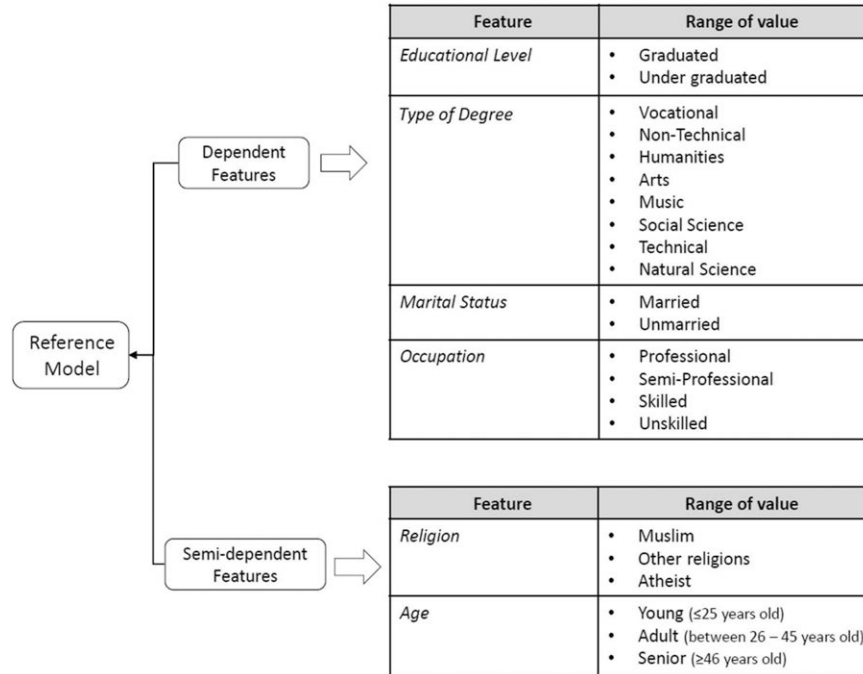 Reference
Model
Dependent
Features
Feature Range of value
Educational Level • Graduated
• Under graduated
Type of Degree • Vocational
• Non-Technical
• Humanities
• Arts
• Music
• Social Science
• Technical
• Natural Science
Marital Status • Married
• Unmarried
Occupation • Professional
• Semi-Professional
• Skilled
• Unskilled
Semi-dependent
Features
Feature Range of value
Religion • Muslim
• Other religions
• Atheist
Age • Young (≤25 years old)
• Adult (between 26 – 45 years old)
• Senior (≥46 years old)